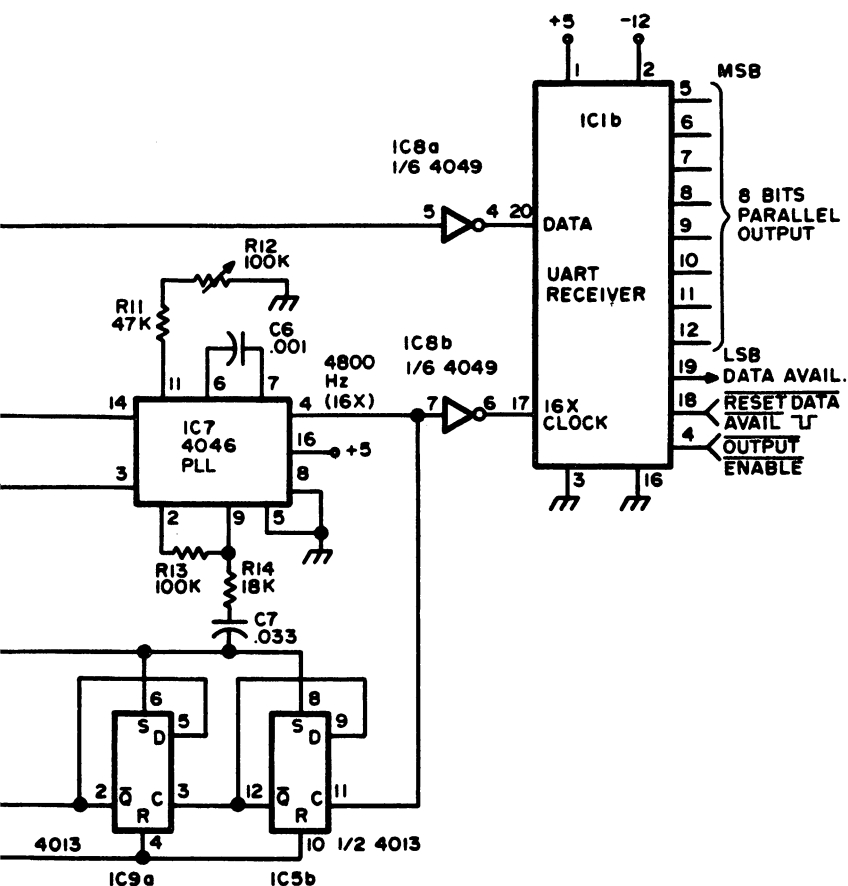 +5 -12
1 2
MSB
5
6
7
8
9
10
11
12
8 BITS
PARALLEL
OUTPUT
IC1b
IC8a
1/6 4049
5 4 20
DATA
UART
RECEIVER
R12
100K
R11
47K
C6
.001
4800
Hz
(16X)
IC8b
1/6 4049
LSB
19 DATA AVAIL.
18 RESET DATA
AVAIL
4 OUTPUT
ENABLE
11 6 7
14 4
7 6 17
16X
CLOCK
IC7
4046
PLL
16 +5
3 8
3 16
2 9 5
R13
100K
R14
18K
C7
.033
6 8
S D 5
S D 9
2 Q̅ C 3
12 Q̅ C 11
R R
4013 4
10 1/2 4013
IC9a IC5b